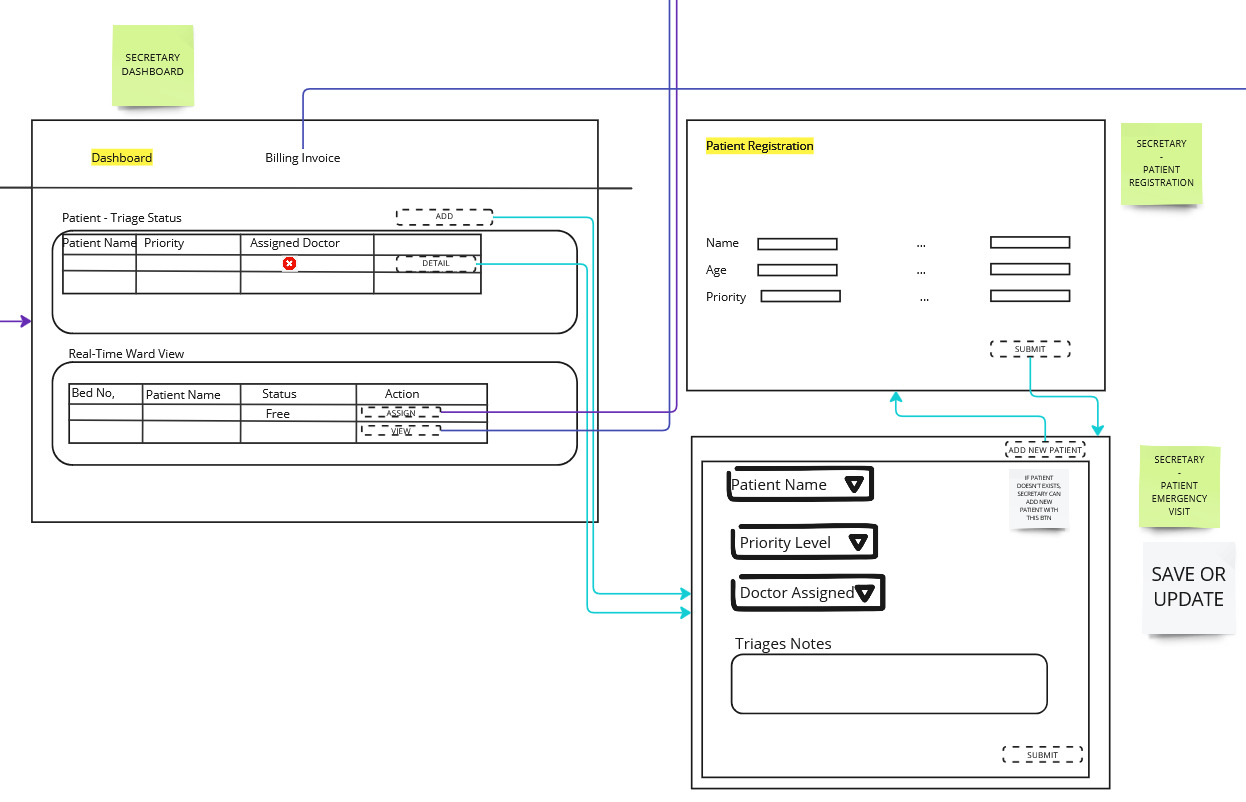 SECRETARY
DASHBOARD
Dashboard
Billing Invoice
Patient - Triage Status
ADD
Patient Name
Priority
Assigned Doctor
DETAIL
Real-Time Ward View
Bed No,
Patient Name
Status
Action
Free
ASSIGN
VIEW
Patient Registration
Name
...
Age
...
Priority
...
SUBMIT
SECRETARY
-
PATIENT
REGISTRATION
ADD NEW PATIENT
IF PATIENT
DOESN'T EXISTS,
SECRETARY CAN
ADD NEW
PATIENT WITH
THIS BTN
Patient Name
Priority Level
Doctor Assigned
Triages Notes
SUBMIT
SECRETARY
-
PATIENT
EMERGENCY
VISIT
SAVE OR
UPDATE